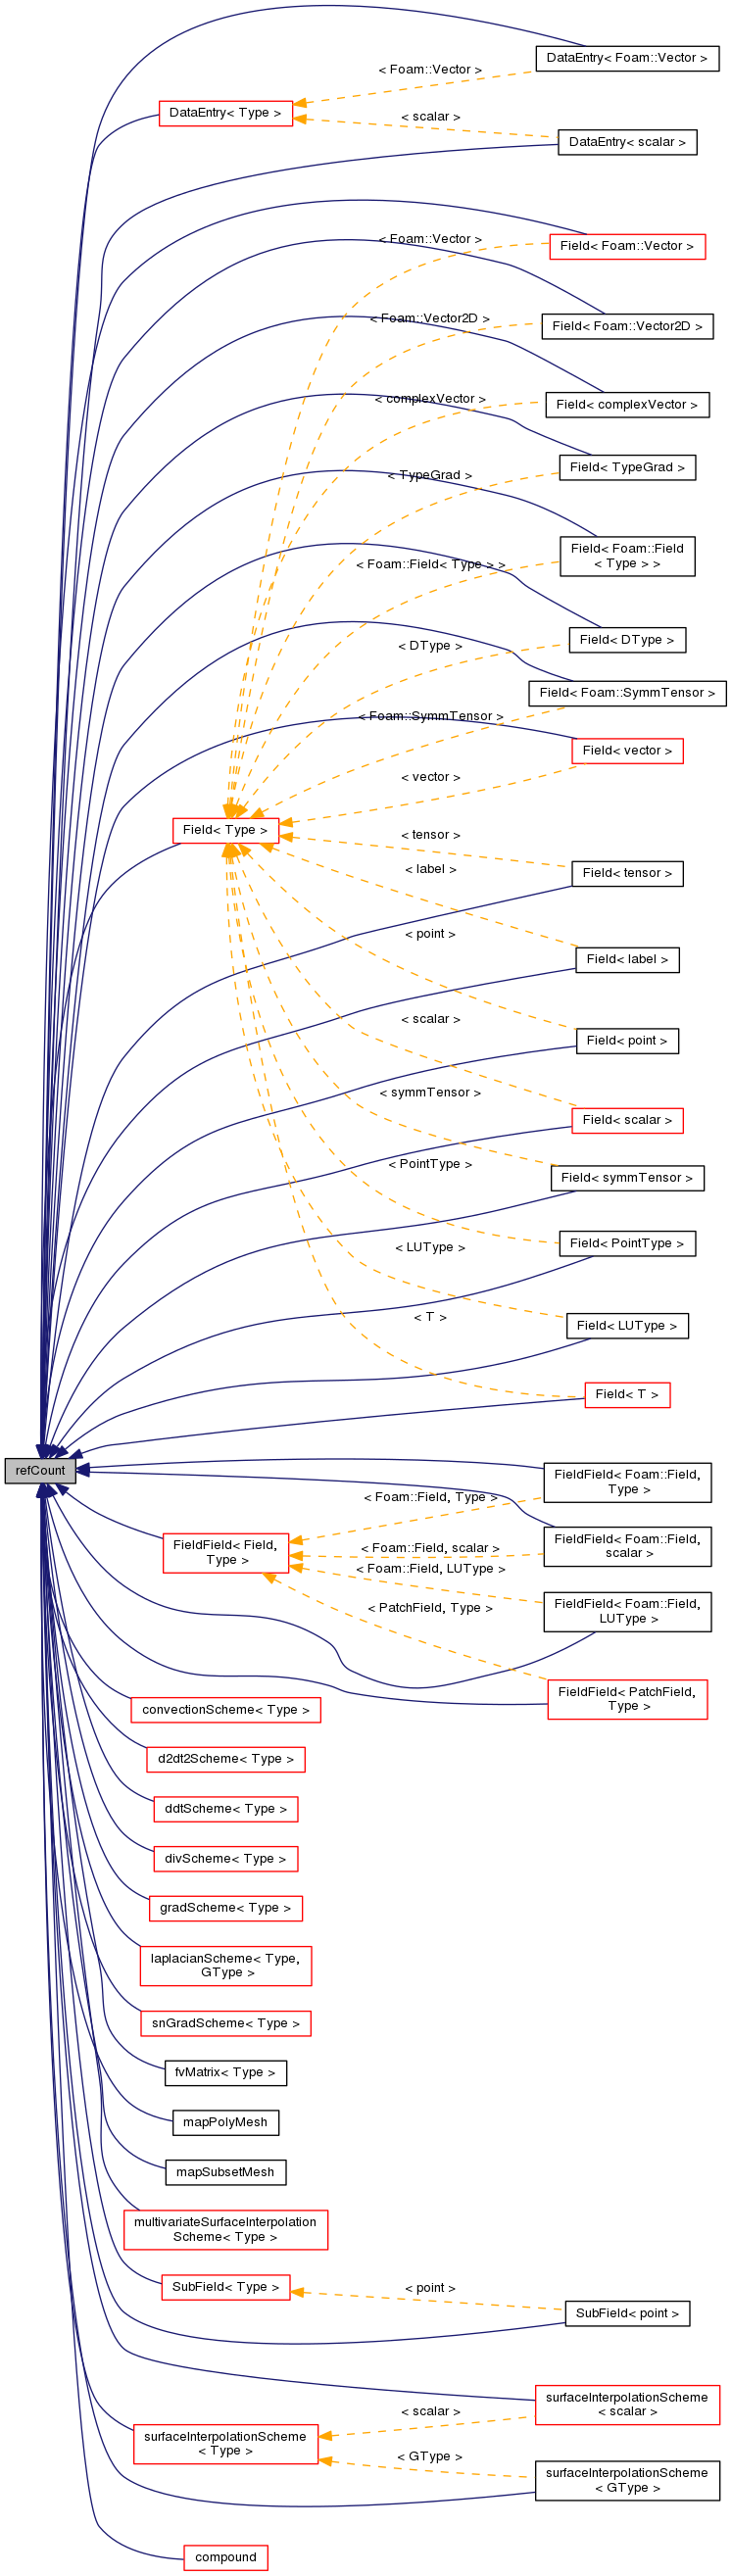 DataEntry< Foam::Vector >
< Foam::Vector >
DataEntry< Type >
< scalar >
DataEntry< scalar >
< Foam::Vector >
Field< Foam::Vector >
< Foam::Vector2D >
Field< Foam::Vector2D >
< complexVector >
Field< complexVector >
Field< TypeGrad >
< TypeGrad >
Field< Foam::Field
< Type > >
< Foam::Field< Type > >
Field< DType >
< DType >
Field< Foam::SymmTensor >
< Foam::SymmTensor >
Field< vector >
< vector >
Field< Type >
< tensor >
Field< tensor >
< label >
< point >
Field< label >
< scalar >
Field< point >
< symmTensor >
Field< scalar >
< PointType >
Field< symmTensor >
< LUType >
Field< PointType >
< T >
Field< LUType >
Field< T >
refCount
FieldField< Foam::Field,
Type >
< Foam::Field, Type >
FieldField< Field,
Type >
< Foam::Field, scalar >
FieldField< Foam::Field,
scalar >
< Foam::Field, LUType >
FieldField< Foam::Field,
LUType >
< PatchField, Type >
FieldField< PatchField,
Type >
convectionScheme< Type >
d2dt2Scheme< Type >
ddtScheme< Type >
divScheme< Type >
gradScheme< Type >
laplacianScheme< Type,
GType >
snGradScheme< Type >
fvMatrix< Type >
mapPolyMesh
mapSubsetMesh
multivariateSurfaceInterpolation
Scheme< Type >
SubField< Type >
< point >
SubField< point >
surfaceInterpolationScheme
< scalar >
< scalar >
surfaceInterpolationScheme
< Type >
< GType >
surfaceInterpolationScheme
< GType >
compound